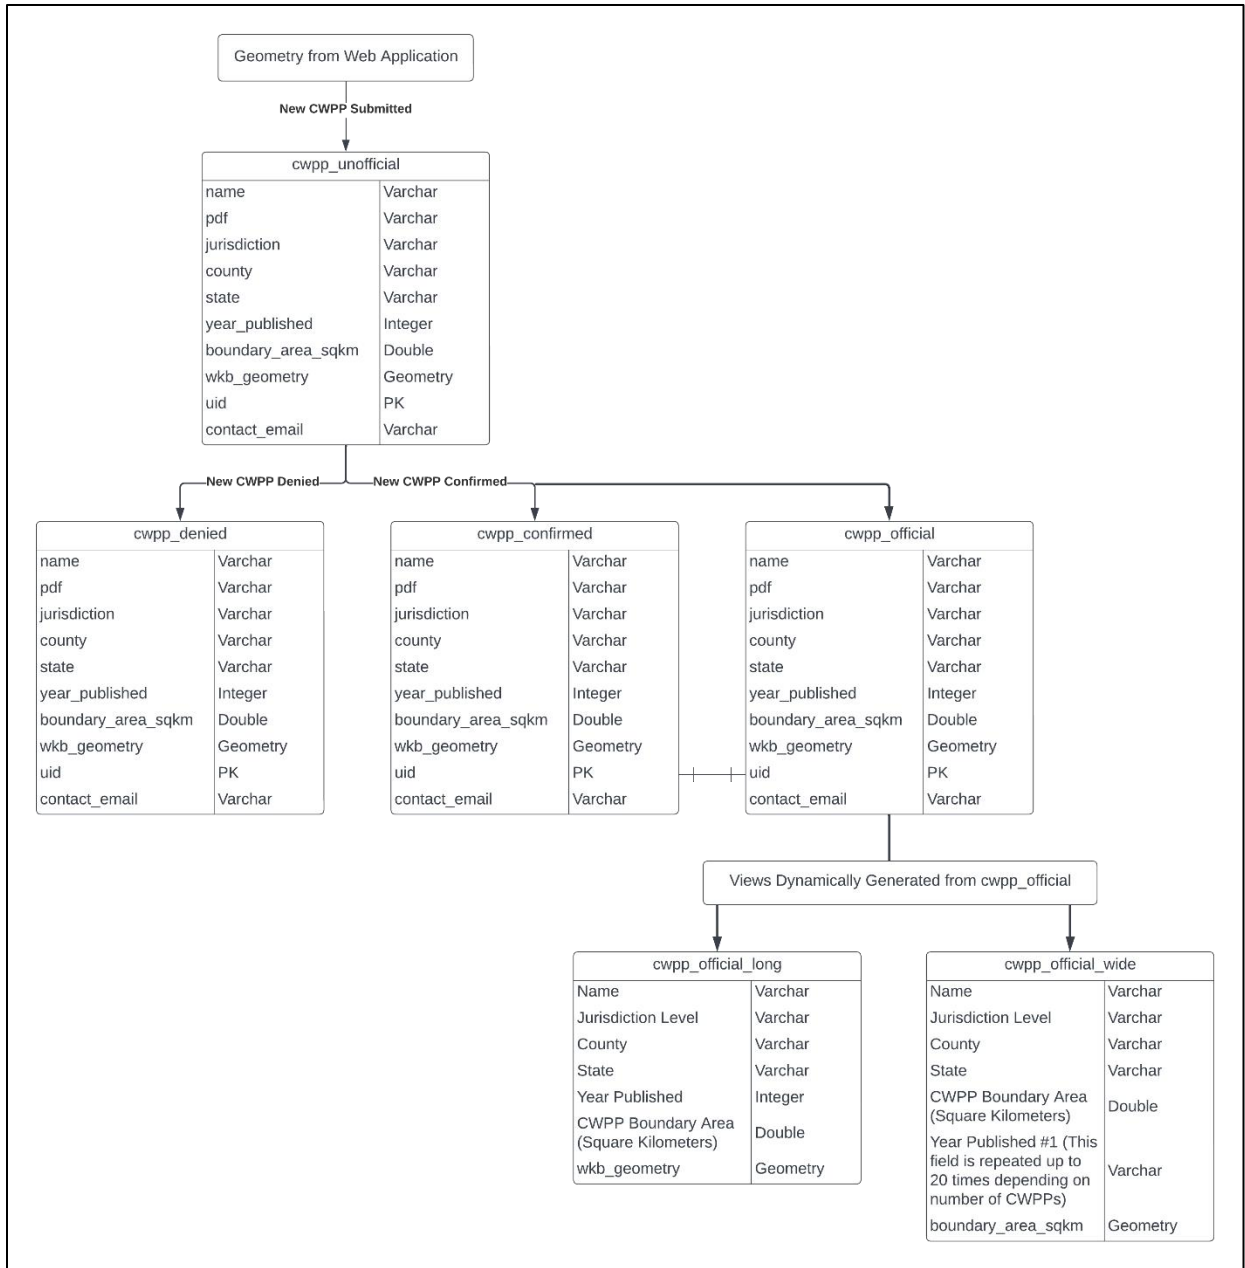 Geometry from Web Application
New CWPP Submitted
cwpp_unofficial
name Varchar
pdf Varchar
jurisdiction Varchar
county Varchar
state Varchar
year_published Integer
boundary_area_sqkm Double
wkb_geometry Geometry
uid PK
contact_email Varchar
New CWPP Denied New CWPP Confirmed
cwpp_denied
name Varchar
pdf Varchar
jurisdiction Varchar
county Varchar
state Varchar
year_published Integer
boundary_area_sqkm Double
wkb_geometry Geometry
uid PK
contact_email Varchar
cwpp_confirmed
name Varchar
pdf Varchar
jurisdiction Varchar
county Varchar
state Varchar
year_published Integer
boundary_area_sqkm Double
wkb_geometry Geometry
uid PK
contact_email Varchar
cwpp_official
name Varchar
pdf Varchar
jurisdiction Varchar
county Varchar
state Varchar
year_published Integer
boundary_area_sqkm Double
wkb_geometry Geometry
uid PK
contact_email Varchar
Views Dynamically Generated from cwpp_official
cwpp_official_long
Name Varchar
Jurisdiction Level Varchar
County Varchar
State Varchar
Year Published Integer
CWPP Boundary Area
(Square Kilometers) Double
wkb_geometry Geometry
cwpp_official_wide
Name Varchar
Jurisdiction Level Varchar
County Varchar
State Varchar
CWPP Boundary Area
(Square Kilometers) Double
Year Published #1 (This
field is repeated up to
20 times depending on Varchar
number of CWPPs)
boundary_area_sqkm Geometry